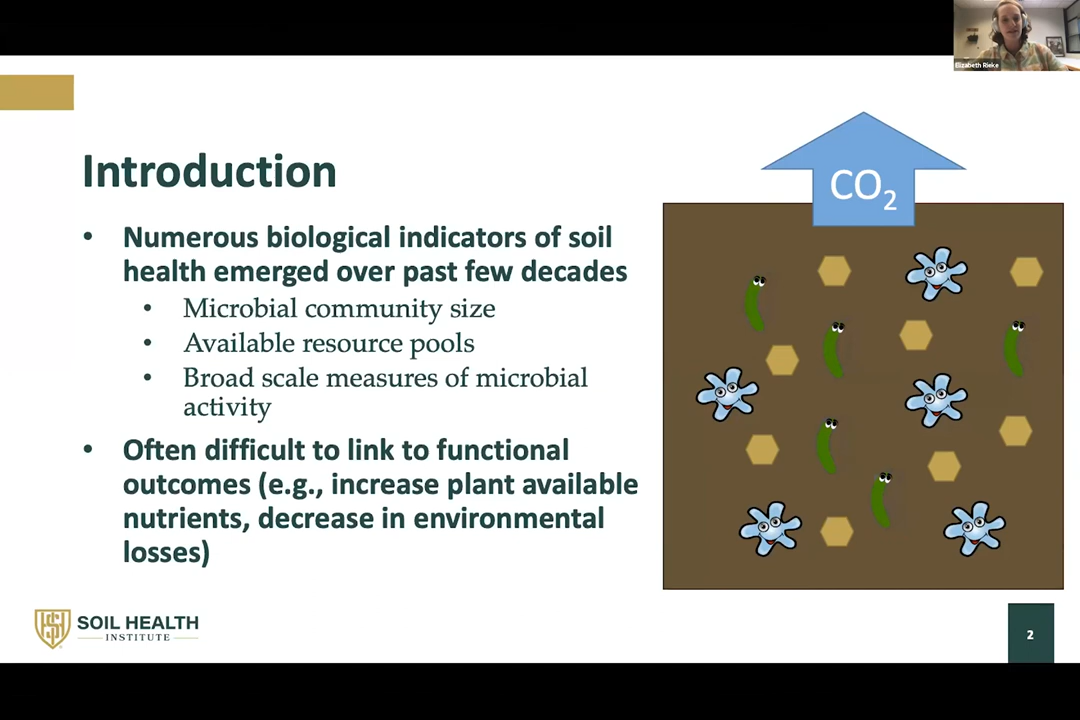 Elizabeth Rieke
Introduction
CO2
• Numerous biological indicators of soil
health emerged over past few decades
• Microbial community size
• Available resource pools
• Broad scale measures of microbial
activity
• Often difficult to link to functional
outcomes (e.g., increase plant available
nutrients, decrease in environmental
losses)
SOIL HEALTH
INSTITUTE
2